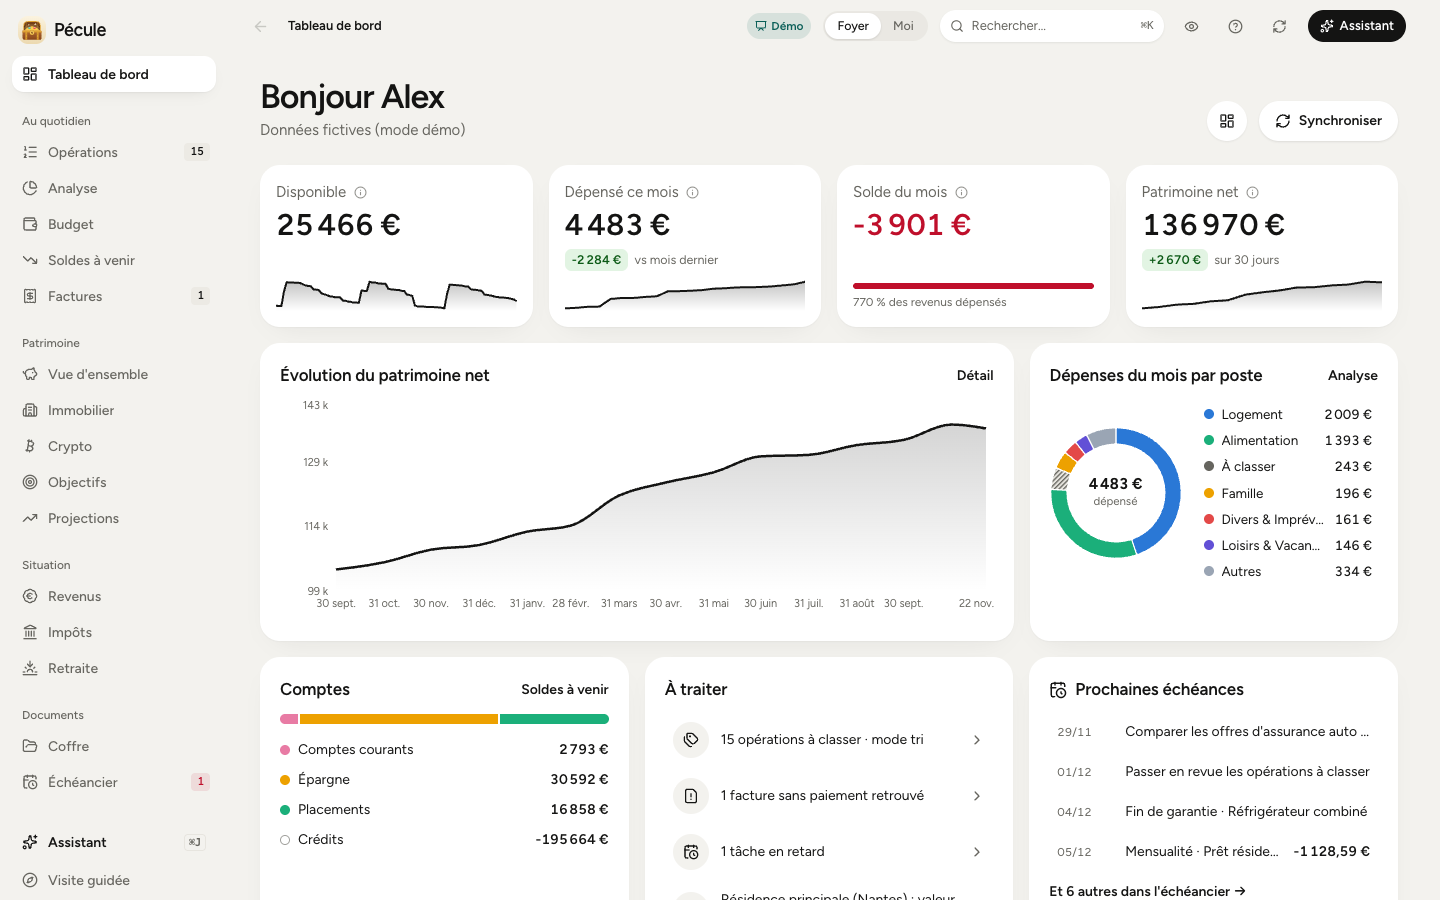 Pécule
Tableau de bord
Au quotidien
Opérations 15
Analyse
Budget
Soldes à venir
Factures 1
Patrimoine
Vue d'ensemble
Immobilier
Crypto
Objectifs
Projections
Situation
Revenus
Impôts
Retraite
Documents
Coffre
Échéancier 1
Assistant ⌘J
Visite guidée
Tableau de bord
Démo
Foyer Moi
Rechercher... ⌘K
Assistant
Bonjour Alex
Données fictives (mode démo)
Synchroniser
Disponible
25 466 €
Dépensé ce mois
4 483 €
-2 284 € vs mois dernier
Solde du mois
-3 901 €
770 % des revenus dépensés
Patrimoine net
136 970 €
+2 670 € sur 30 jours
Évolution du patrimoine net Détail
143 k
129 k
114 k
99 k
30 sept. 31 oct. 30 nov. 31 déc. 31 janv. 28 févr. 31 mars 30 avr. 31 mai 30 juin 31 juil. 31 août 30 sept. 22 nov.
Dépenses du mois par poste Analyse
4 483 €
dépensé
Logement 2 009 €
Alimentation 1 393 €
À classer 243 €
Famille 196 €
Divers & Imprév... 161 €
Loisirs & Vacan... 146 €
Autres 334 €
Comptes Soldes à venir
Comptes courants 2 793 €
Épargne 30 592 €
Placements 16 858 €
Crédits -195 664 €
À traiter
15 opérations à classer · mode tri
1 facture sans paiement retrouvé
1 tâche en retard
Résidence principale (Nantes) : valeur
Prochaines échéances
29/11 Comparer les offres d'assurance auto ...
01/12 Passer en revue les opérations à classer
04/12 Fin de garantie · Réfrigérateur combiné
05/12 Mensualité · Prêt réside... -1 128,59 €
Et 6 autres dans l'échéancier →